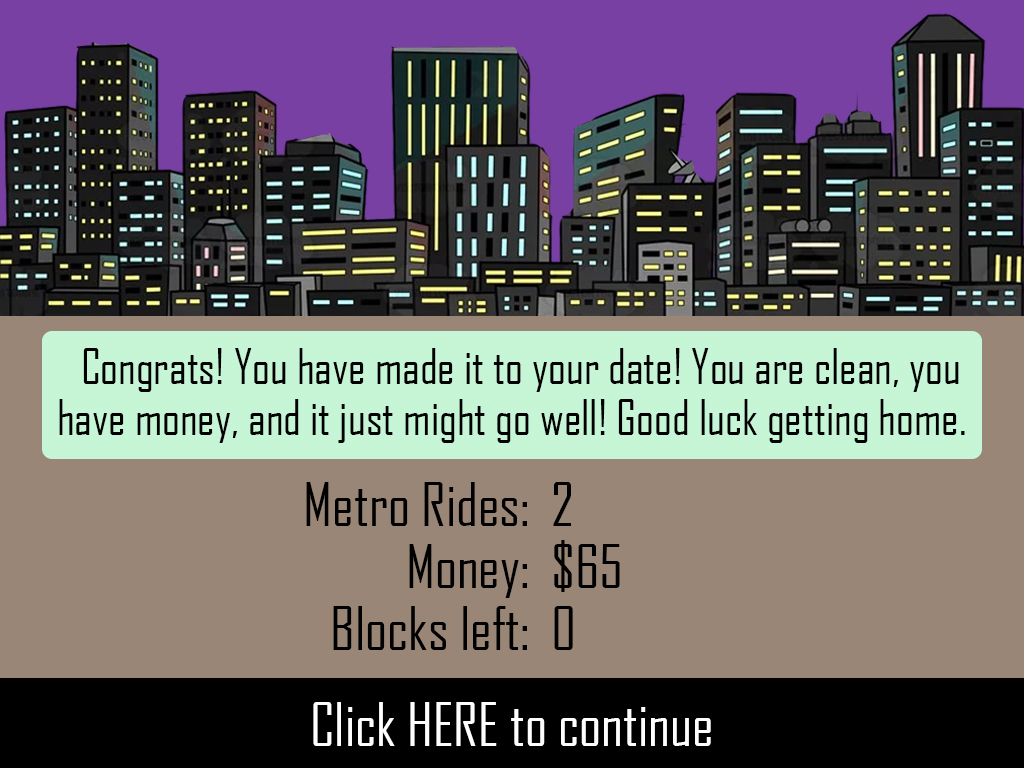 Congrats! You have made it to your date! You are clean, you
have money, and it just might go well! Good luck getting home.
Metro Rides: 2
Money: $65
Blocks left: 0
Click HERE to continue